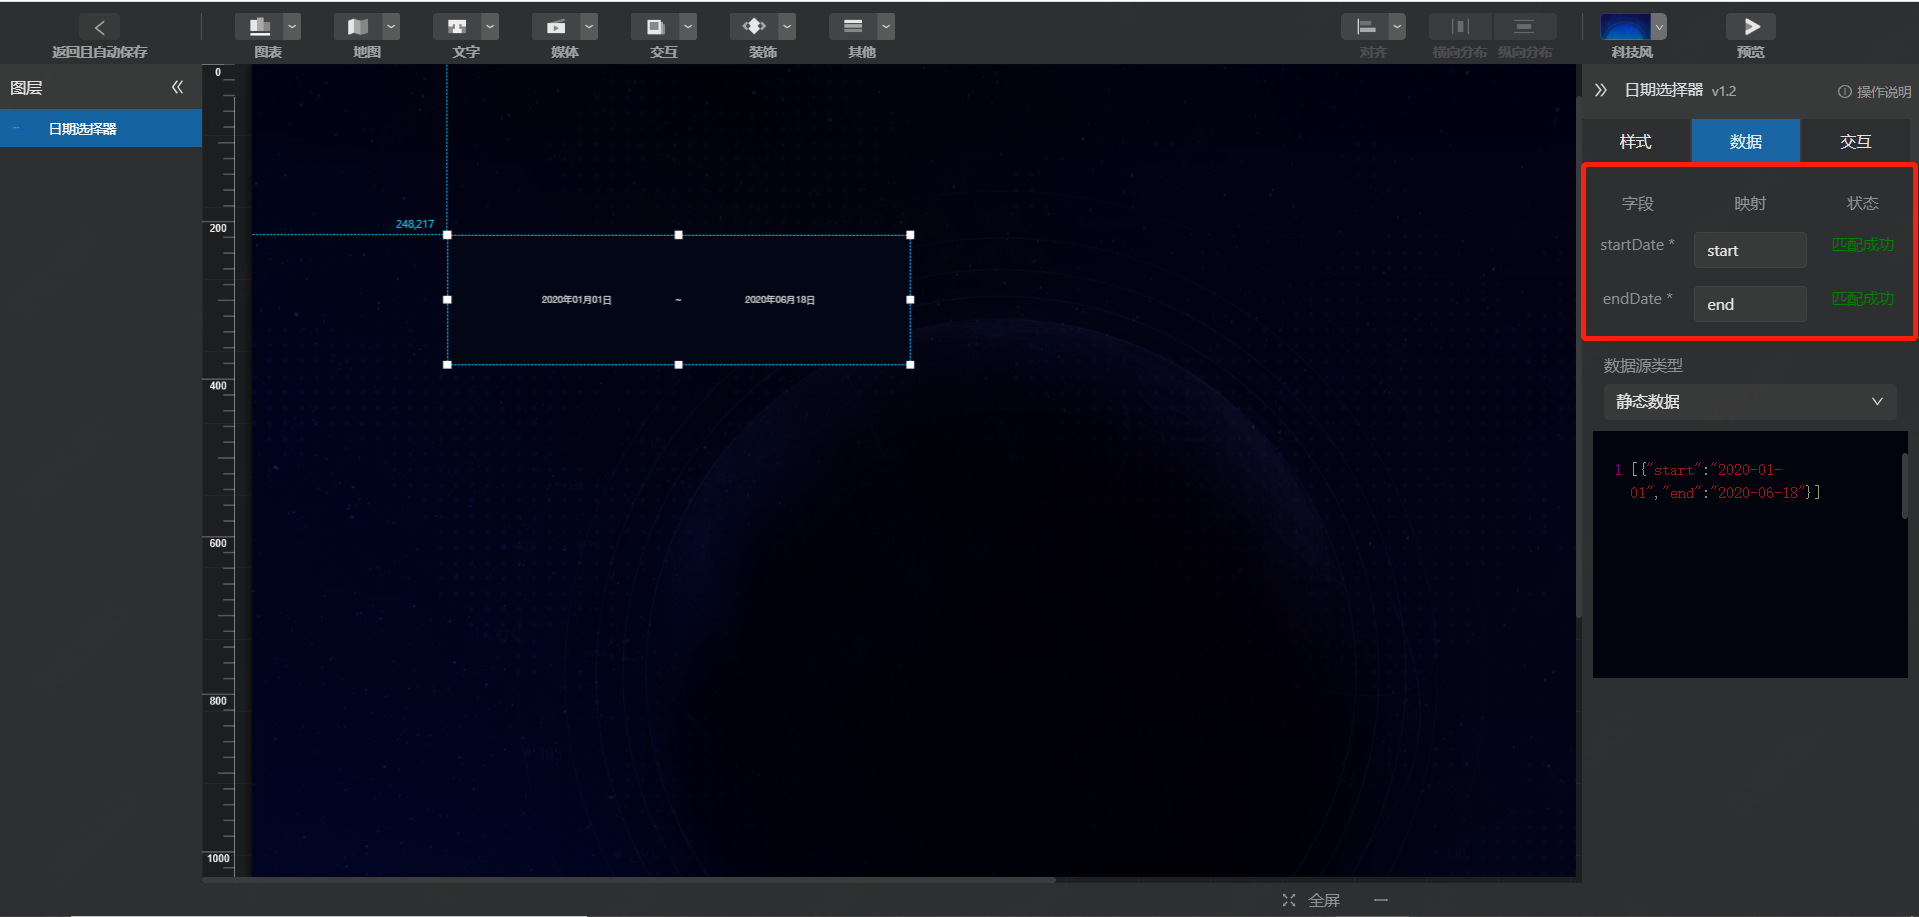 返回且自动保存
图表
地图
文字
媒体
交互
装饰
其他
对齐
横向分布
纵向分布
科技风
预览
图层
日期选择器
0
200
400
600
800
1000
248,217
2020年01月01日 ~ 2020年06月18日
日期选择器 v1.2
操作说明
样式 数据 交互
字段 映射 状态
startDate * start 匹配成功
endDate * end 匹配成功
数据源类型
静态数据
1 [{"start":"2020-01-
01","end":"2020-06-18"}]
全屏